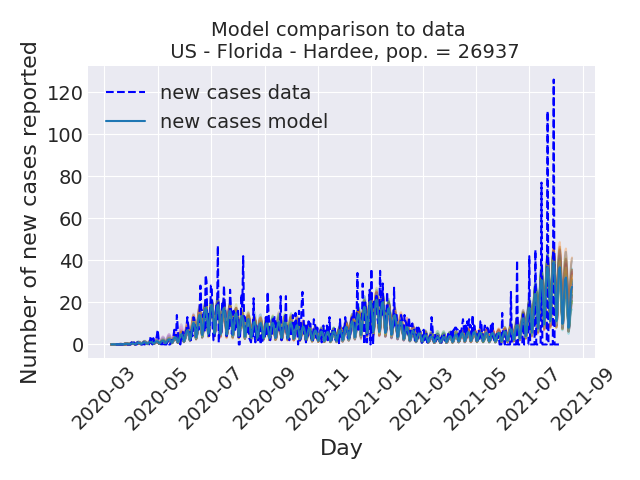 Model comparison to data
US - Florida - Hardee, pop. = 26937
Number of new cases reported
120
100
80
60
40
20
0
new cases data
new cases model
2020-03
2020-05
2020-07
2020-09
2020-11
2021-01
2021-03
2021-05
2021-07
2021-09
Day